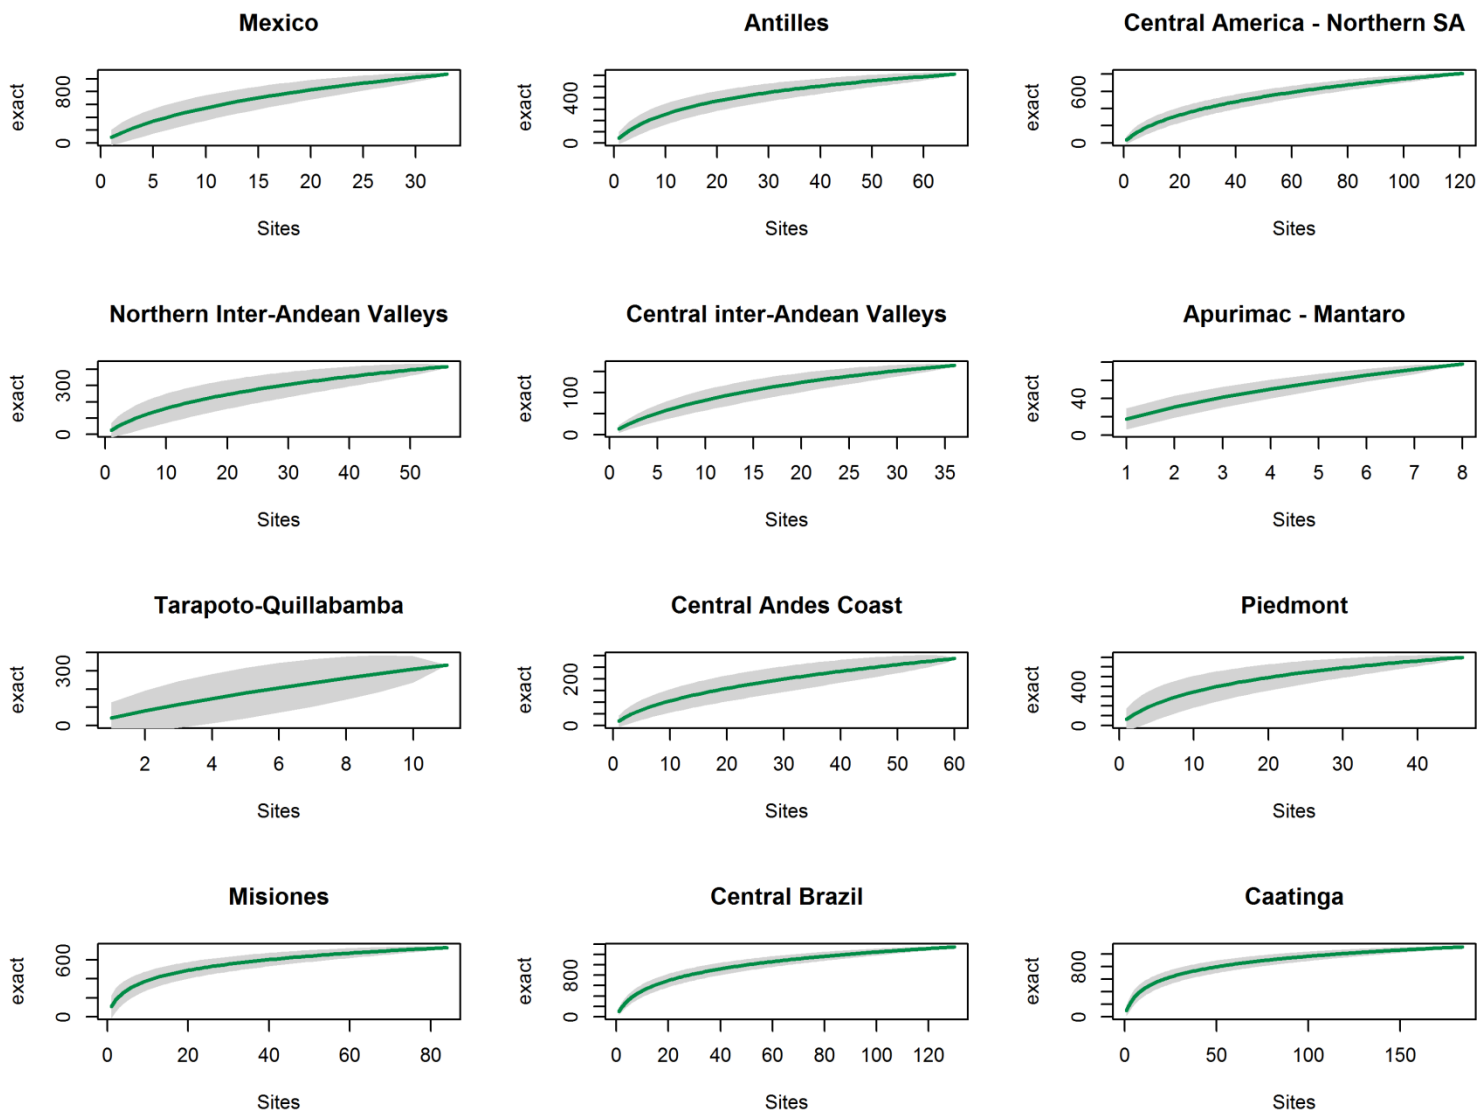 Mexico
exact
0 800
0 5 10 15 20 25 30
Sites
Antilles
exact
0 400
0 10 20 30 40 50 60
Sites
Central America - Northern SA
exact
0 600
0 20 40 60 80 100 120
Sites
Northern Inter-Andean Valleys
exact
0 300
0 10 20 30 40 50
Sites
Central inter-Andean Valleys
exact
0 100
0 5 10 15 20 25 30 35
Sites
Apurimac - Mantaro
exact
0 40
1 2 3 4 5 6 7 8
Sites
Tarapoto-Quillabamba
exact
0 300
2 4 6 8 10
Sites
Central Andes Coast
exact
0 200
0 10 20 30 40 50 60
Sites
Piedmont
exact
0 400
0 10 20 30 40
Sites
Misiones
exact
0 600
0 20 40 60 80
Sites
Central Brazil
exact
0 800
0 20 40 60 80 100 120
Sites
Caatinga
exact
0 800
0 50 100 150
Sites